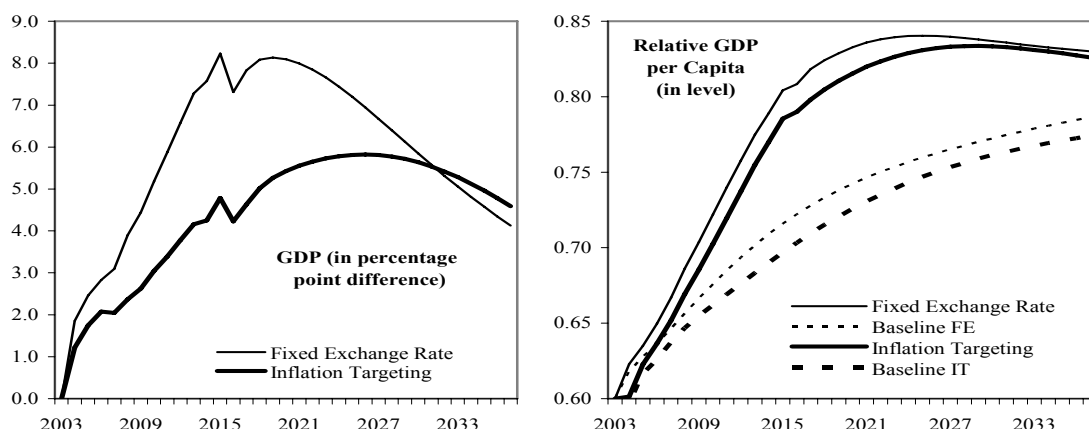 9.0
8.0
7.0
6.0
5.0
4.0
3.0
2.0
1.0
0.0
2003 2009 2015 2021 2027 2033
GDP (in percentage
point difference)
Fixed Exchange Rate
Inflation Targeting
0.85
0.80
0.75
0.70
0.65
0.60
2003 2009 2015 2021 2027 2033
Relative GDP
per Capita
(in level)
Fixed Exchange Rate
Baseline FE
Inflation Targeting
Baseline IT